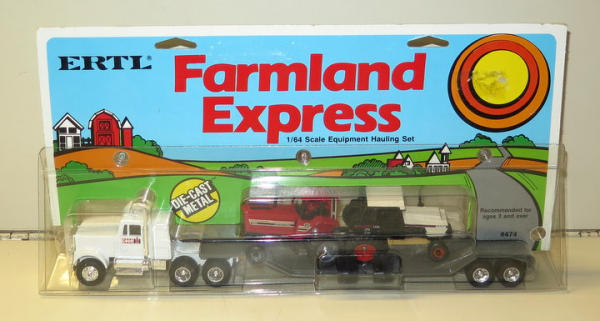 ERTL®
Farmland
Express
1/64 Scale Equipment Hauling Set
DIE-CAST
METAL
Recommended for
ages 3 and over
#474